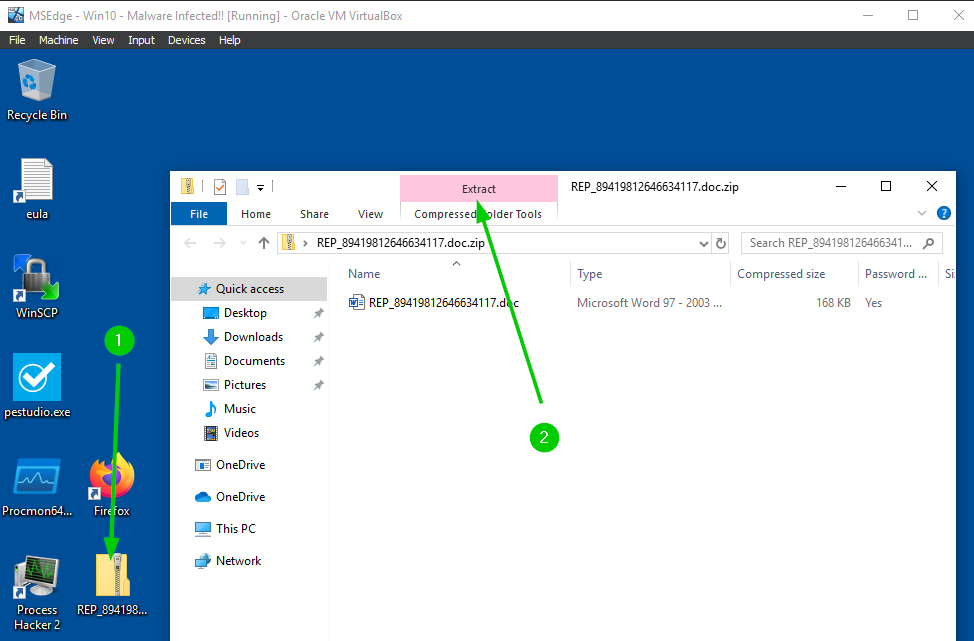 MSEdge - Win10 - Malware Infected!! [Running] - Oracle VM VirtualBox
File Machine View Input Devices Help
Recycle Bin
eula
WinSCP
1
pestudio.exe
Procmon64...
Firefox
Process
Hacker 2
REP_894198...
Extract
REP_89419812646634117.doc.zip
File Home Share View Compressed Folder Tools
REP_89419812646634117.doc.zip
Search REP_894198126466341...
Name Type Compressed size Password ...
REP_89419812646634117.doc Microsoft Word 97 - 2003 ... 168 KB Yes
Quick access
Desktop
Downloads
Documents
Pictures
Music
Videos
OneDrive
OneDrive
This PC
Network
2